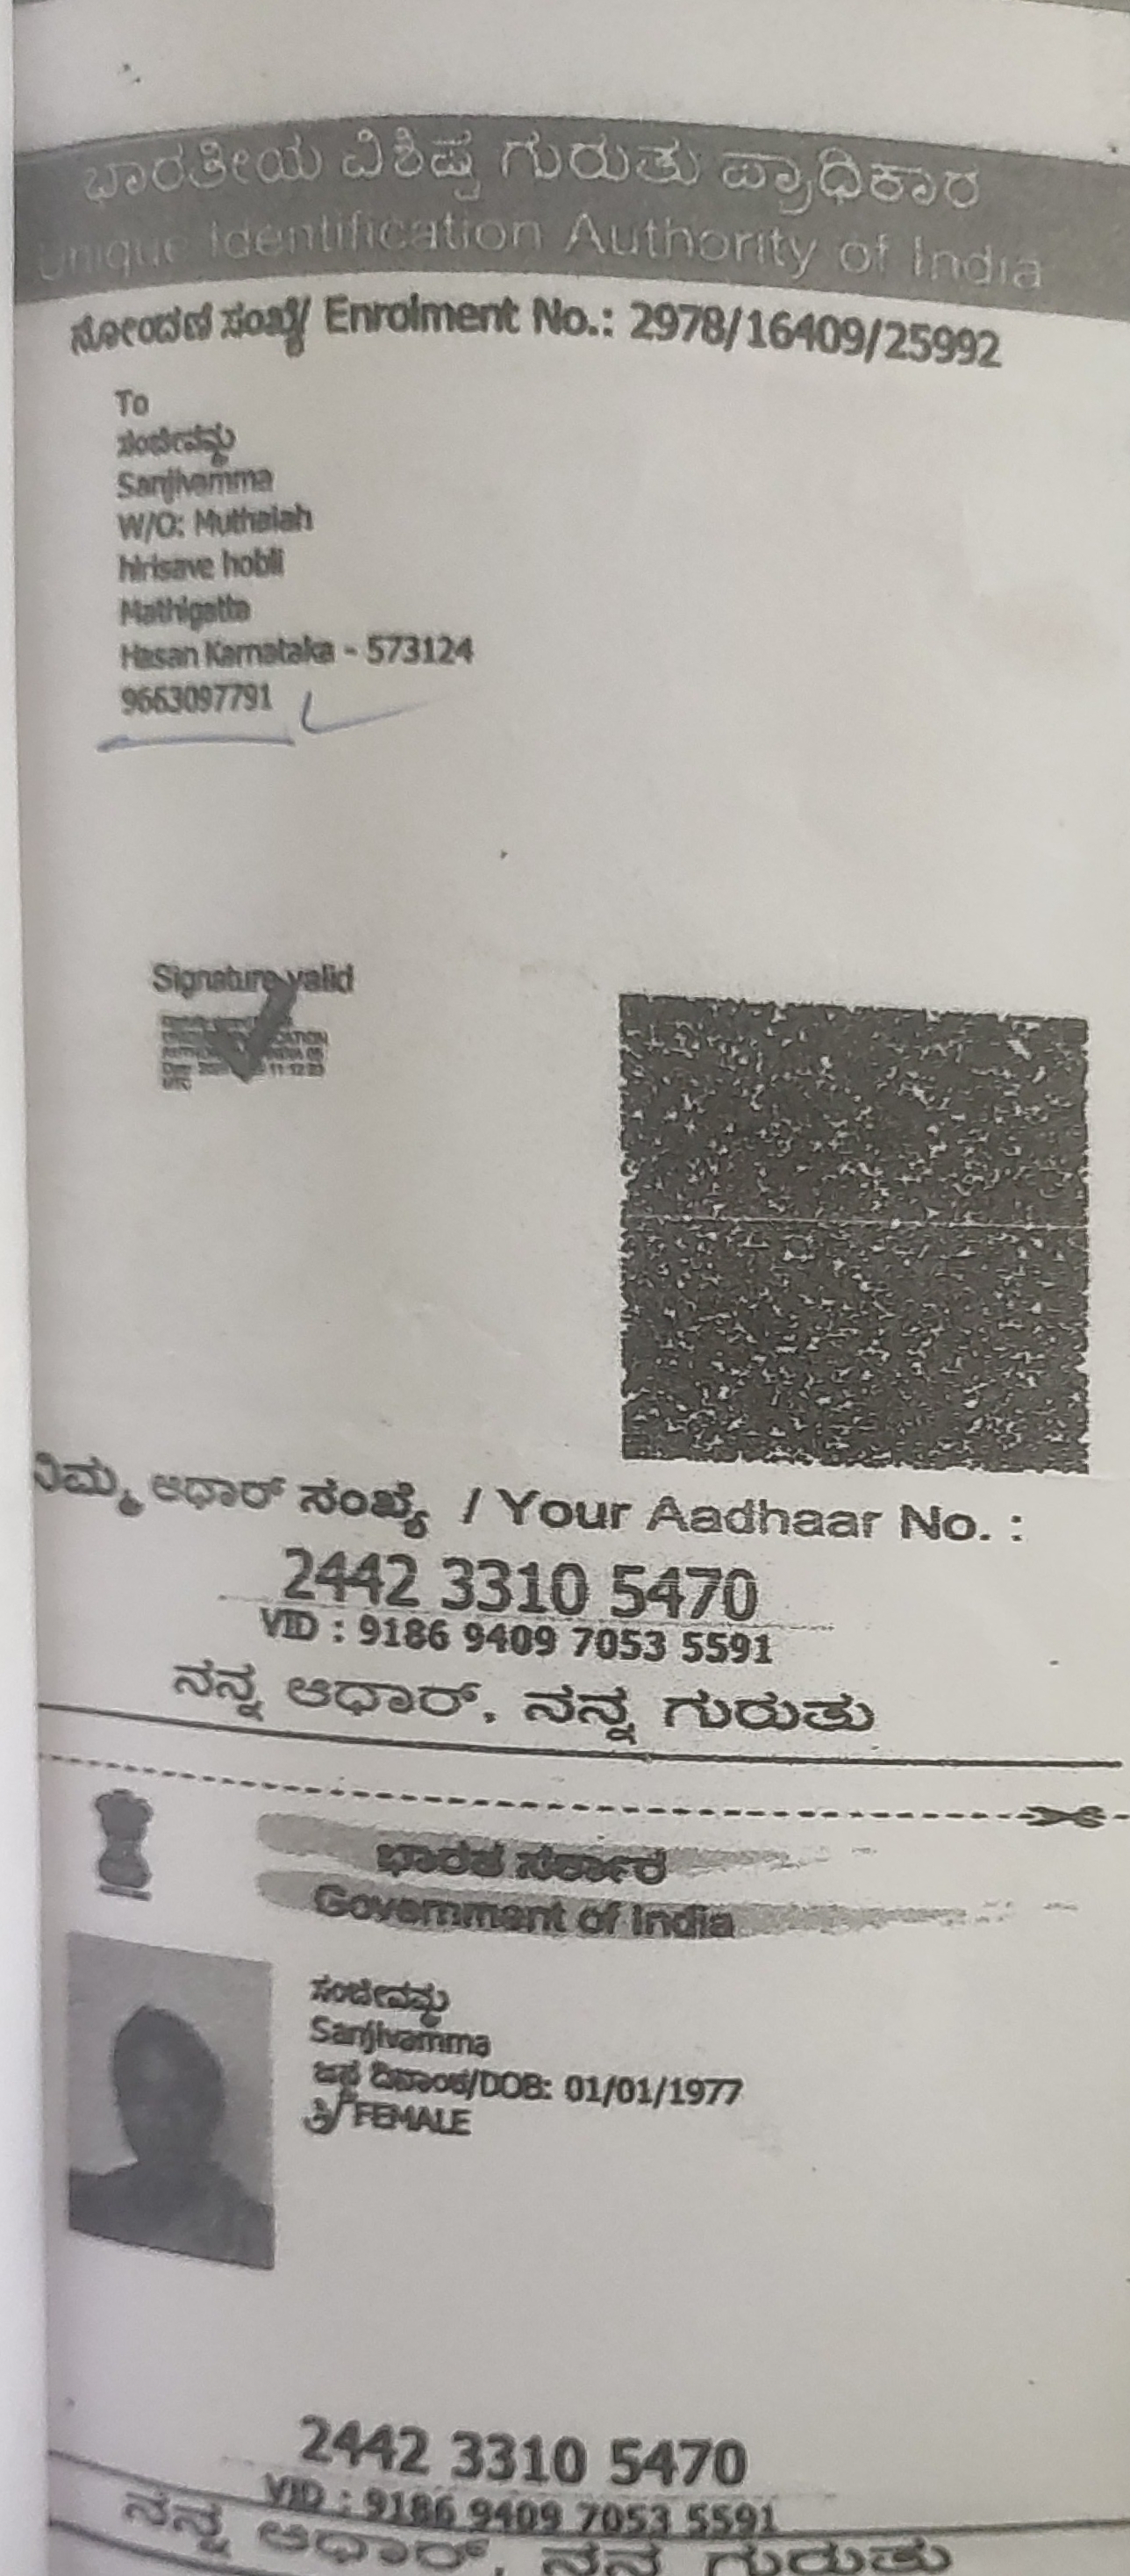 ಭಾರತೀಯ ವಿಶಿಷ್ಟ ಗುರುತು ಪ್ರಾಧಿಕಾರ
Unique Identification Authority of India
ನೋಂದಣಿ ಸಂಖ್ಯೆ/ Enrolment No.: 2978/16409/25992
To
ಸಂಜೀವಮ್ಮ
Sanjivamma
W/O: Muthaiah
hirisave hobli
Mathigatta
Hasan Karnataka - 573124
9663097791
Signature valid
ನಿಮ್ಮ ಆಧಾರ್ ಸಂಖ್ಯೆ / Your Aadhaar No. :
2442 3310 5470
VID : 9186 9409 7053 5591
ನನ್ನ ಆಧಾರ್, ನನ್ನ ಗುರುತು
ಭಾರತ ಸರ್ಕಾರ
Government of India
ಸಂಜೀವಮ್ಮ
Sanjivamma
ಜನ್ಮ ದಿನಾಂಕ/DOB: 01/01/1977
FEMALE
2442 3310 5470
VID : 9186 9409 7053 5591
ನನ್ನ ಆಧಾರ್, ನನ್ನ ಗುರುತು